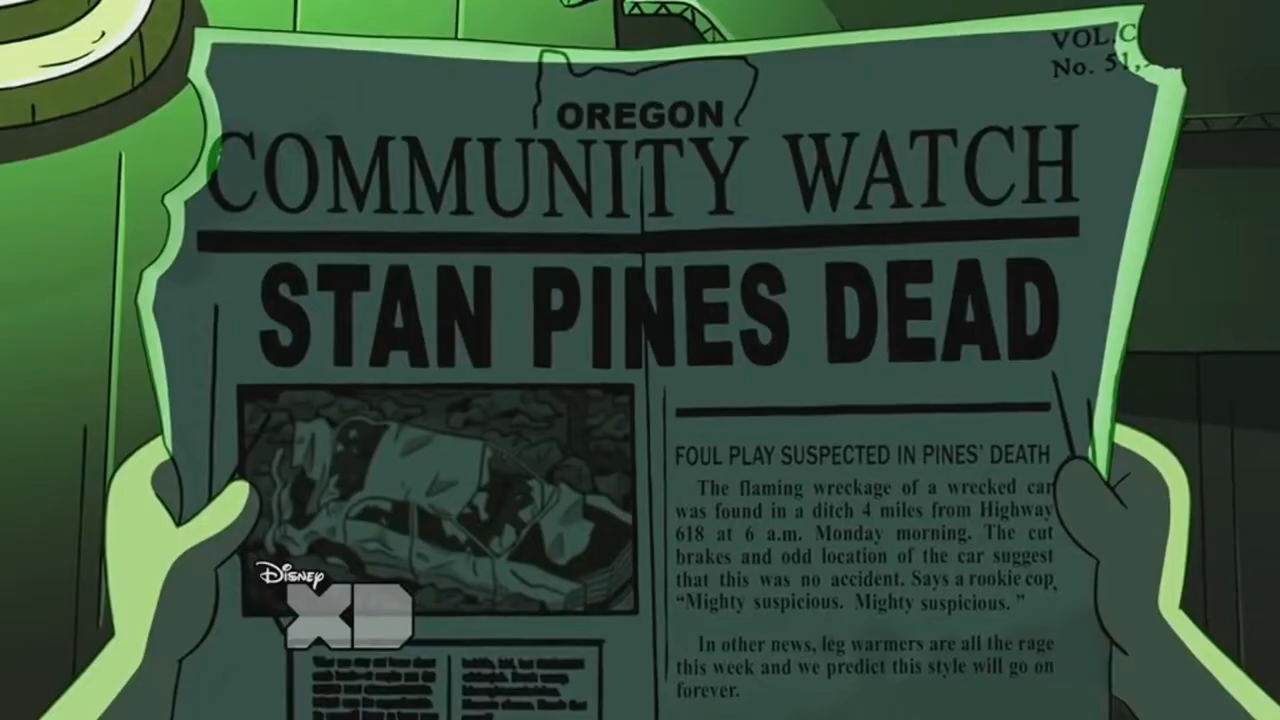 VOL.C
No. 51,
OREGON
COMMUNITY WATCH
STAN PINES DEAD
FOUL PLAY SUSPECTED IN PINES' DEATH
The flaming wreckage of a wrecked car
was found in a ditch 4 miles from Highway
618 at 6 a.m. Monday morning. The cut
brakes and odd location of the car suggest
that this was no accident. Says a rookie cop,
“Mighty suspicious. Mighty suspicious. ”
In other news, leg warmers are all the rage
this week and we predict this style will go on
forever.
DISNEY
XD